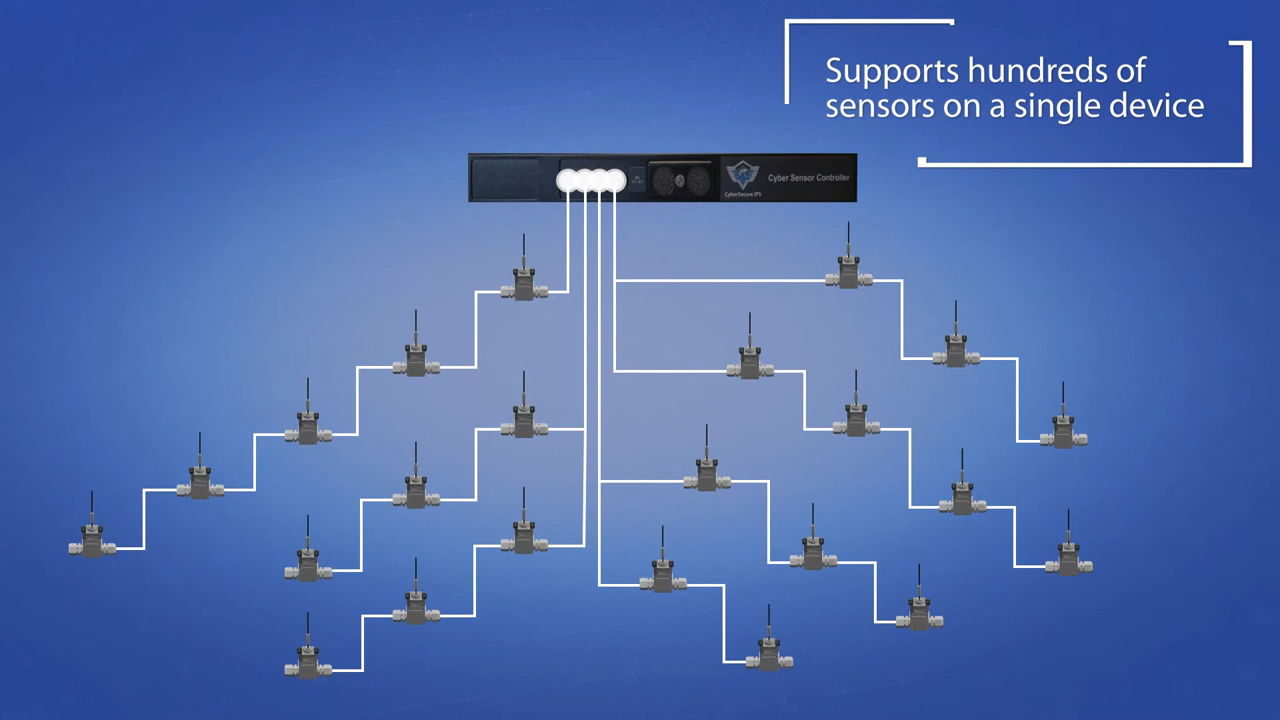 Supports hundreds of
sensors on a single device
Cyber Sensor Controller
CyberSecure IPS